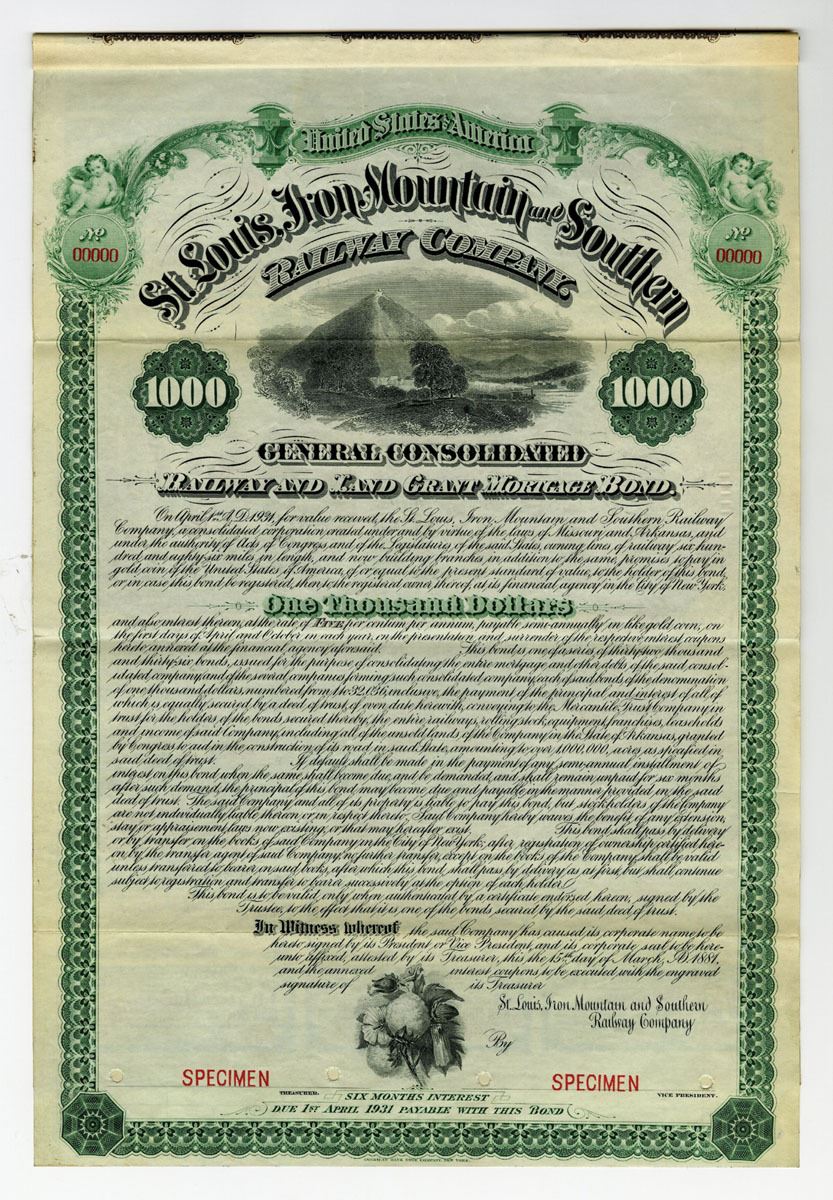 United States of America
No 00000
No 00000
St. Louis, Iron Mountain and Southern
RAILWAY COMPANY.
1000
1000
GENERAL CONSOLIDATED
RAILWAY AND LAND GRANT MORTGAGE BOND.
On April 1st A.D. 1931, for value received, the St. Louis, Iron Mountain and Southern Railway
Company, a consolidated corporation created under and by virtue of the laws of Missouri and Arkansas, and
under the authority of Acts of Congress and of the Legislatures of the said States, owning lines of railway six hun-
dred and eighty six miles in length, and now building branches in addition to the same, promises to pay in
gold coin of the United States of America, of or equal to the present standard of value, to the holder of this bond,
or in case this bond be registered, then to the registered owner thereof, at its financial agency in the City of New York,
One Thousand Dollars
and also interest thereon, at the rate of FIVE per centum per annum, payable semi-annually in like gold coin, on
the first days of April and October in each year, on the presentation and surrender of the respective interest coupons
hereto annexed at the financial agency aforesaid. This bond is one of a series of thirty two thousand
and thirty-six bonds, issued for the purpose of consolidating the entire mortgage and other debts of the said consol-
idated company and of the several companies forming such consolidated company, each of said bonds, of the denomination
of one thousand dollars, numbered from 1 to 32,036, inclusive, the payment of the principal and interest of all of
which is equally secured by a deed of trust, of even date herewith, conveying to the Mercantile Trust Company in
trust for the holders of the bonds secured thereby, the entire railways, rolling stock, equipment, franchises, leaseholds
and income of said Company, including all of the unsold lands of the Company in the State of Arkansas, granted
by Congress to aid in the construction of its road in said State, amounting to over 1,000,000, acres, as specified in
said deed of trust. If default shall be made in the payment of any semi-annual installment of
interest on this bond when the same shall become due, and be demanded, and shall remain unpaid for six months
after such demand, the principal of this bond may become due and payable in the manner provided in the said
deed of trust. The said Company and all of its property is liable to pay this bond, but stockholders of the Company
are not individually liable thereon or in respect thereto. Said Company hereby waives the benefit of any extension,
stay or appraisement laws now existing, or that may hereafter exist. This bond shall pass by delivery
or by transfer on the books of said Company in the City of New York; after registration of ownership certified here-
on by the transfer agent of said Company, no further transfer, except on the books of the Company, shall be valid
unless transferred to bearer, on said books, after which this bond, shall pass by delivery as at first, but shall continue
subject to registration and transfer to bearer successively at the option of each holder.
This bond is to be valid only when authenticated by a certificate endorsed hereon, signed by the
Trustee, to the effect that it is one of the bonds secured by the said deed of trust.
In Witness whereof the said Company has caused its corporate name to be
hereto signed by its President or Vice President, and its corporate seal to be here-
unto affixed, attested by its Treasurer, this the 15th day of March, A.D. 1881,
and the annexed interest coupons to be executed with the engraved
signature of its Treasurer
St. Louis, Iron Mountain and Southern
Railway Company
By
SPECIMEN
SPECIMEN
TREASURER.
VICE PRESIDENT.
SIX MONTHS INTEREST
DUE 1ST APRIL 1931 PAYABLE WITH THIS BOND